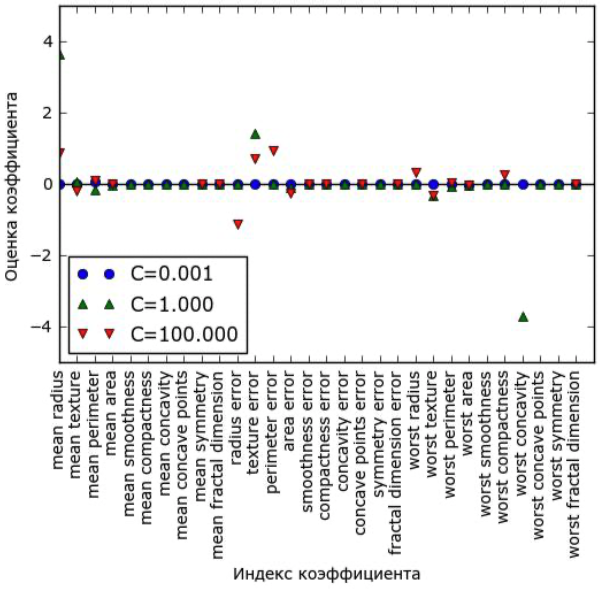 4
2
0
−2
−4
Оценка коэффициента
C=0.001
C=1.000
C=100.000
mean radius
mean texture
mean perimeter
mean area
mean smoothness
mean compactness
mean concavity
mean concave points
mean symmetry
mean fractal dimension
radius error
texture error
perimeter error
area error
smoothness error
compactness error
concavity error
concave points error
symmetry error
fractal dimension error
worst radius
worst texture
worst perimeter
worst area
worst smoothness
worst compactness
worst concavity
worst concave points
worst symmetry
worst fractal dimension
Индекс коэффициента